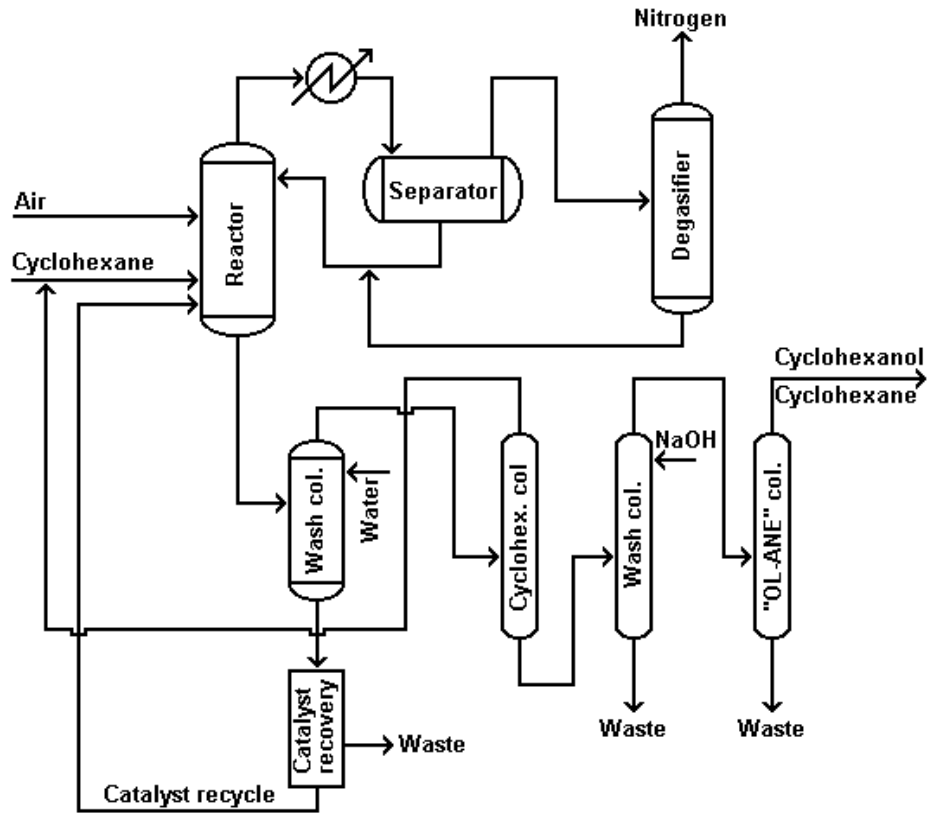 Nitrogen
Separator
Degasifier
Reactor
Air
Cyclohexane
Cyclohexanol
Cyclohexane
NaOH
Wash col.
Water
Cyclohex. col
Wash col.
"OL-ANE" col.
Catalyst
recovery
Waste
Waste
Waste
Catalyst recycle